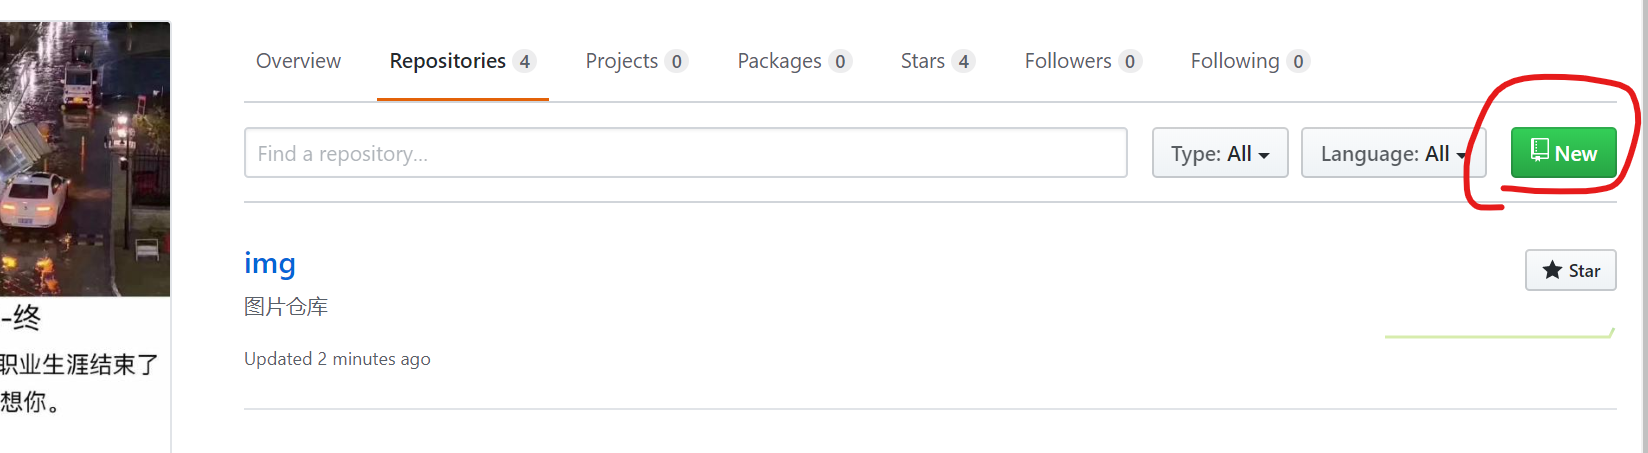 Overview Repositories 4 Projects 0 Packages 0 Stars 4 Followers 0 Following 0
Find a repository... Type: All Language: All New
img Star
图片仓库
Updated 2 minutes ago
-终
职业生涯结束了
想你。